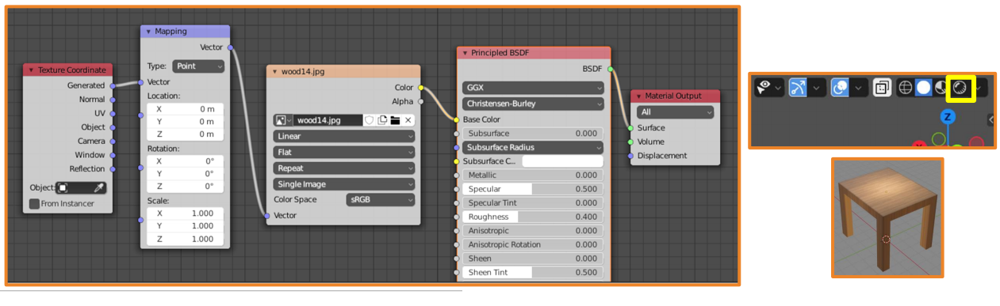 Texture Coordinate
Generated
Normal
UV
Object
Camera
Window
Reflection
Object:
From Instancer
Mapping
Vector
Type: Point
Vector
Location:
X 0 m
Y 0 m
Z 0 m
Rotation:
X 0°
Y 0°
Z 0°
Scale:
X 1.000
Y 1.000
Z 1.000
wood14.jpg
Color
Alpha
wood14.jpg
Linear
Flat
Repeat
Single Image
Color Space sRGB
Vector
Principled BSDF
BSDF
GGX
Christensen-Burley
Base Color
Subsurface 0.000
Subsurface Radius
Subsurface C...
Metallic 0.000
Specular 0.500
Specular Tint 0.000
Roughness 0.400
Anisotropic 0.000
Anisotropic Rotation 0.000
Sheen 0.000
Sheen Tint 0.500
Material Output
All
Surface
Volume
Displacement
Z